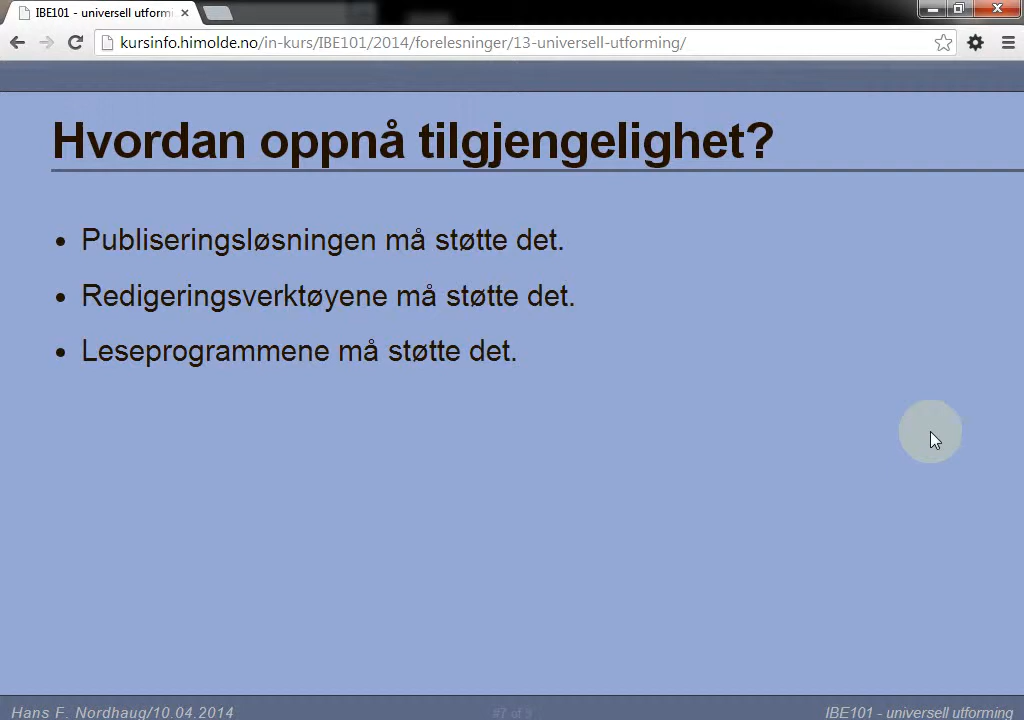 IBE101 - universell utformi
kursinfo.himolde.no/in-kurs/IBE101/2014/forelesninger/13-universell-utforming/
Hvordan oppnå tilgjengelighet?
• Publiseringsløsningen må støtte det.
• Redigeringsverktøyene må støtte det.
• Leseprogrammene må støtte det.
Hans F. Nordhaug/10.04.2014
IBE101 - universell utforming